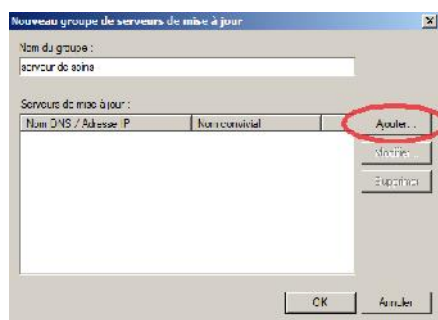 Nouveau groupe de serveurs de mise à jour
Nom du groupe :
serveur de soins
Serveurs de mise à jour :
Nom DNS / Adresse IP Nom convivial
Ajouter...
Modifier...
Supprimer
OK Annuler